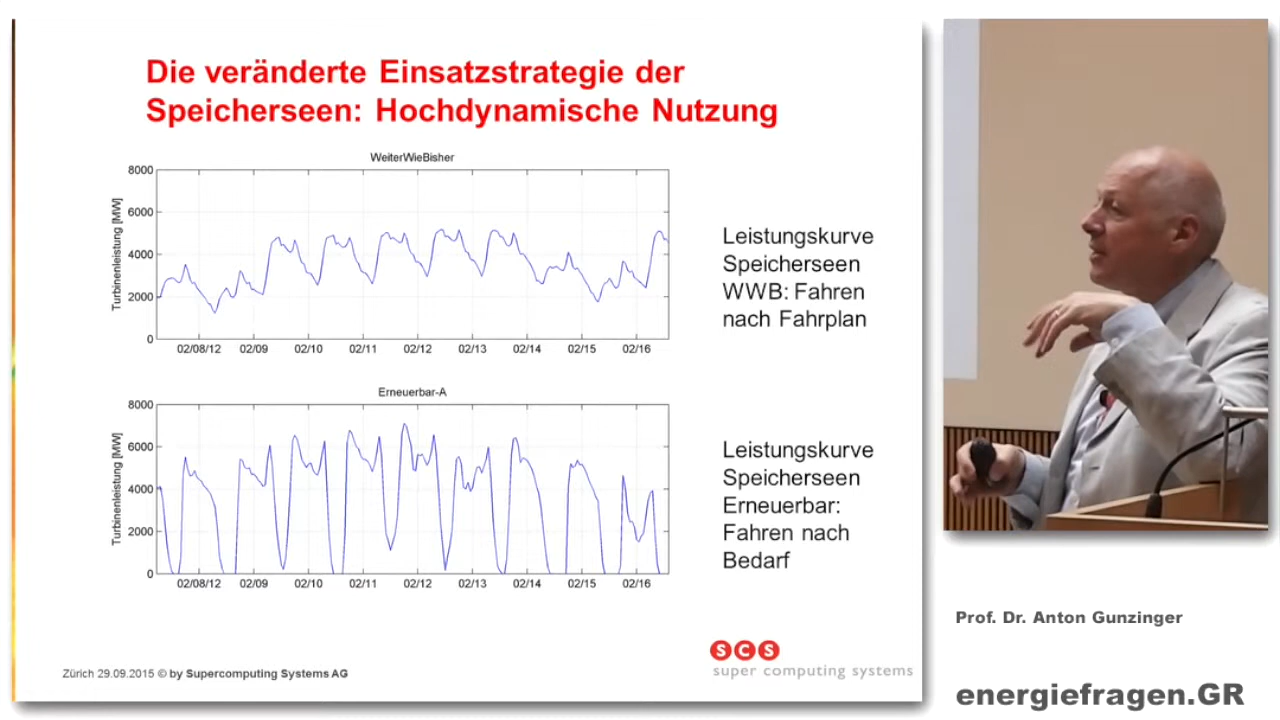 Die veränderte Einsatzstrategie der
Speicherseen: Hochdynamische Nutzung
WeiterWieBisher
Turbinenleistung [MW]
8000
6000
4000
2000
0
02/08/12 02/09 02/10 02/11 02/12 02/13 02/14 02/15 02/16
Leistungskurve
Speicherseen
WWB: Fahren
nach Fahrplan
Erneuerbar-A
Turbinenleistung [MW]
8000
6000
4000
2000
0
02/08/12 02/09 02/10 02/11 02/12 02/13 02/14 02/15 02/16
Leistungskurve
Speicherseen
Erneuerbar:
Fahren nach
Bedarf
Zürich 29.09.2015 © by Supercomputing Systems AG
SCS
super computing systems
Prof. Dr. Anton Gunzinger
energiefragen.GR